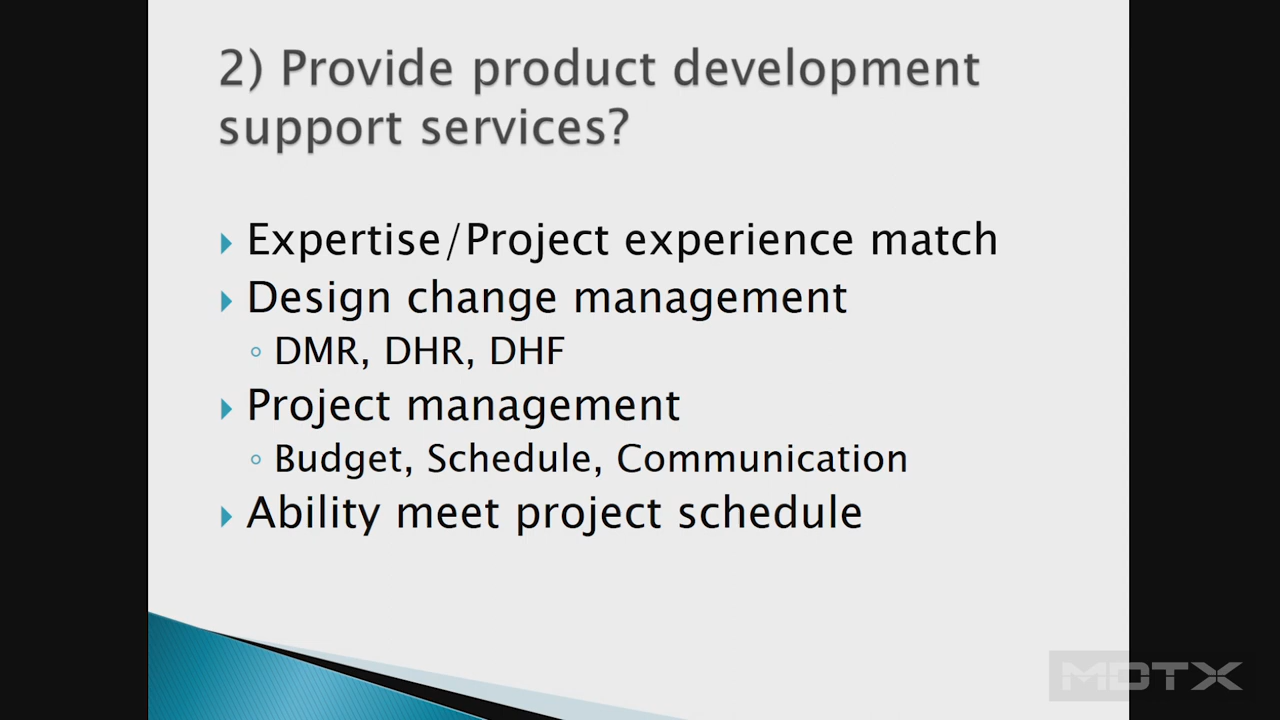 2) Provide product development
support services?
Expertise/Project experience match
Design change management
DMR, DHR, DHF
Project management
Budget, Schedule, Communication
Ability meet project schedule
MDTX